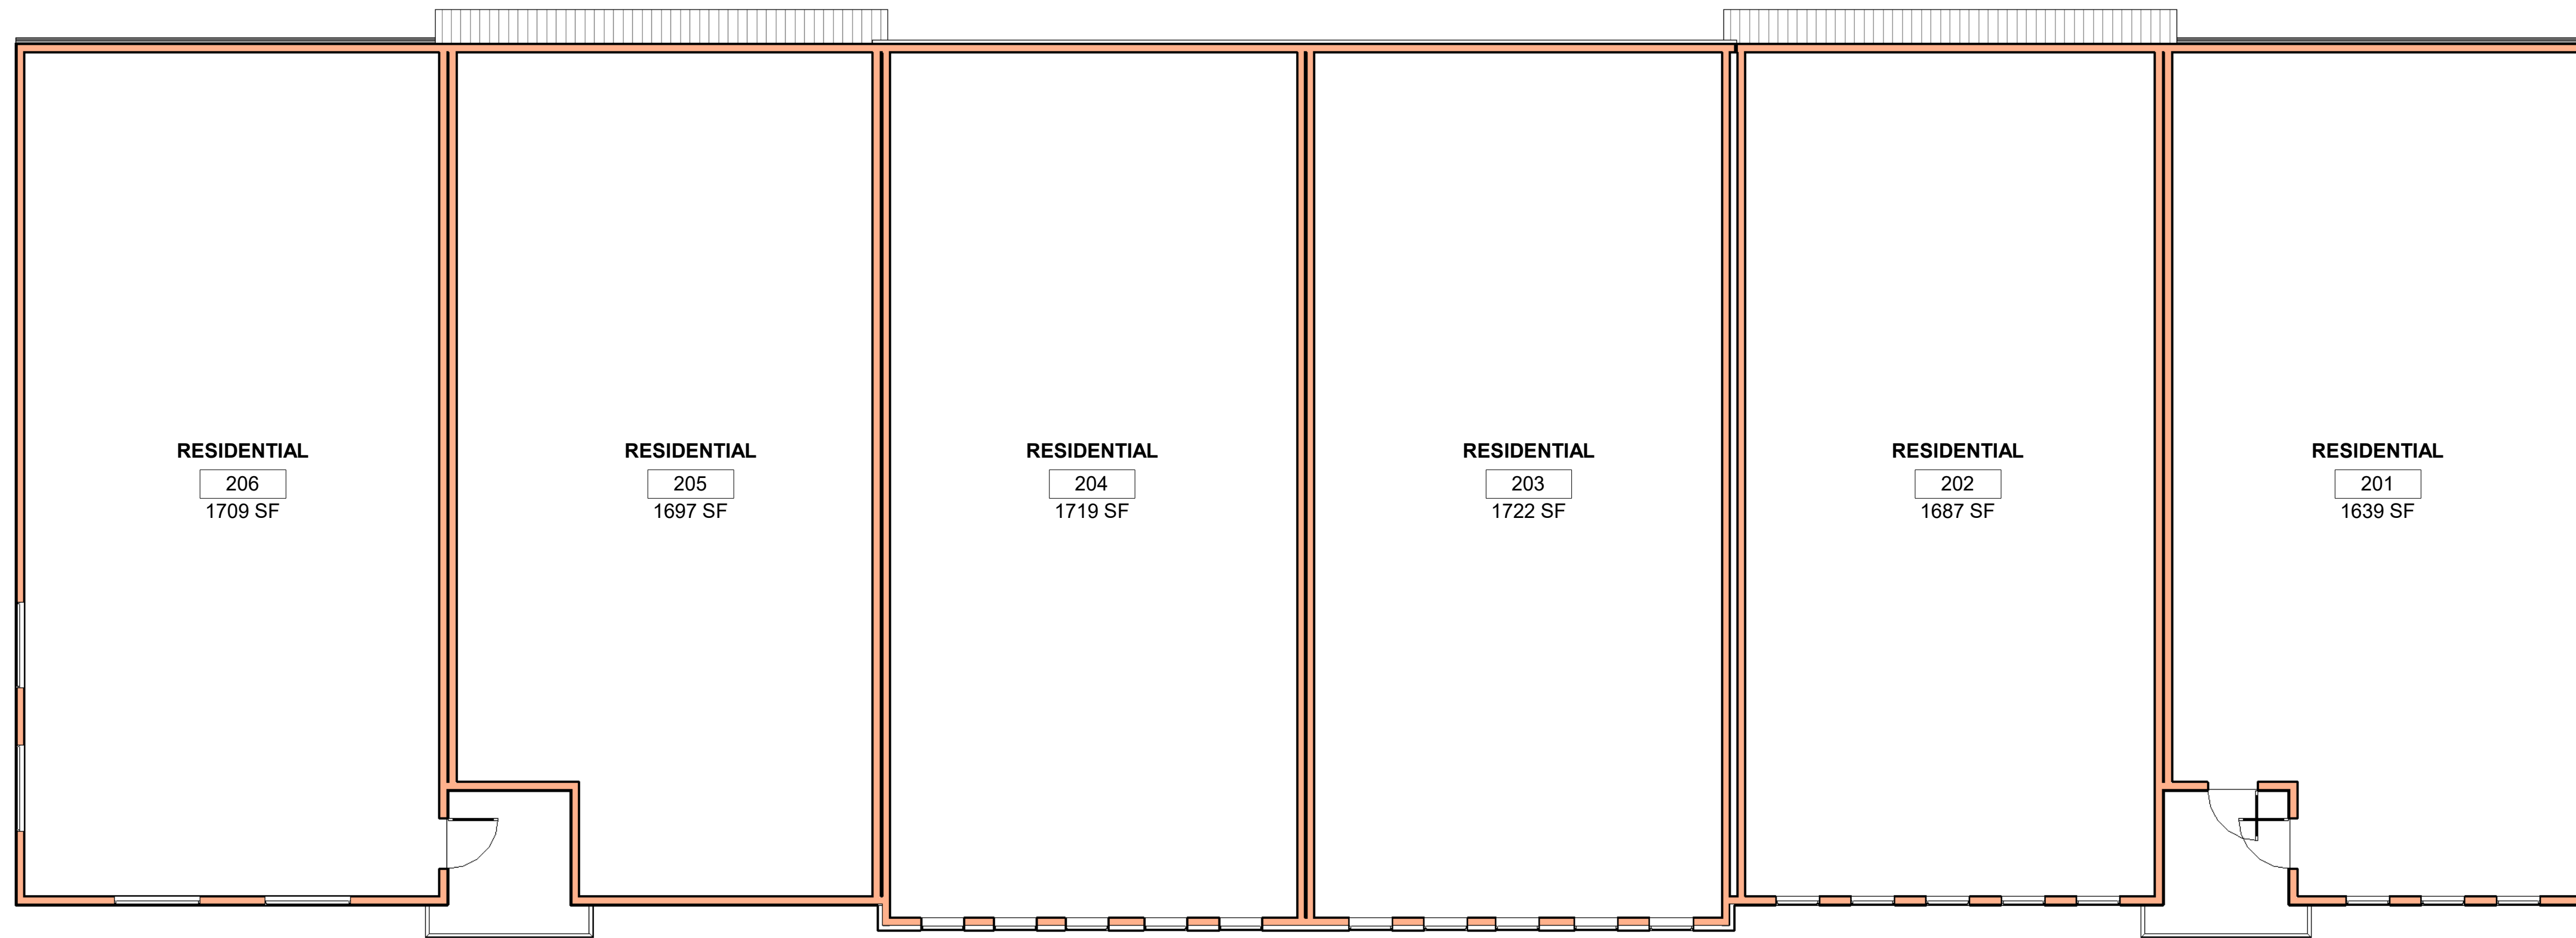 RESIDENTIAL
206
1709 SF
RESIDENTIAL
205
1697 SF
RESIDENTIAL
204
1719 SF
RESIDENTIAL
203
1722 SF
RESIDENTIAL
202
1687 SF
RESIDENTIAL
201
1639 SF